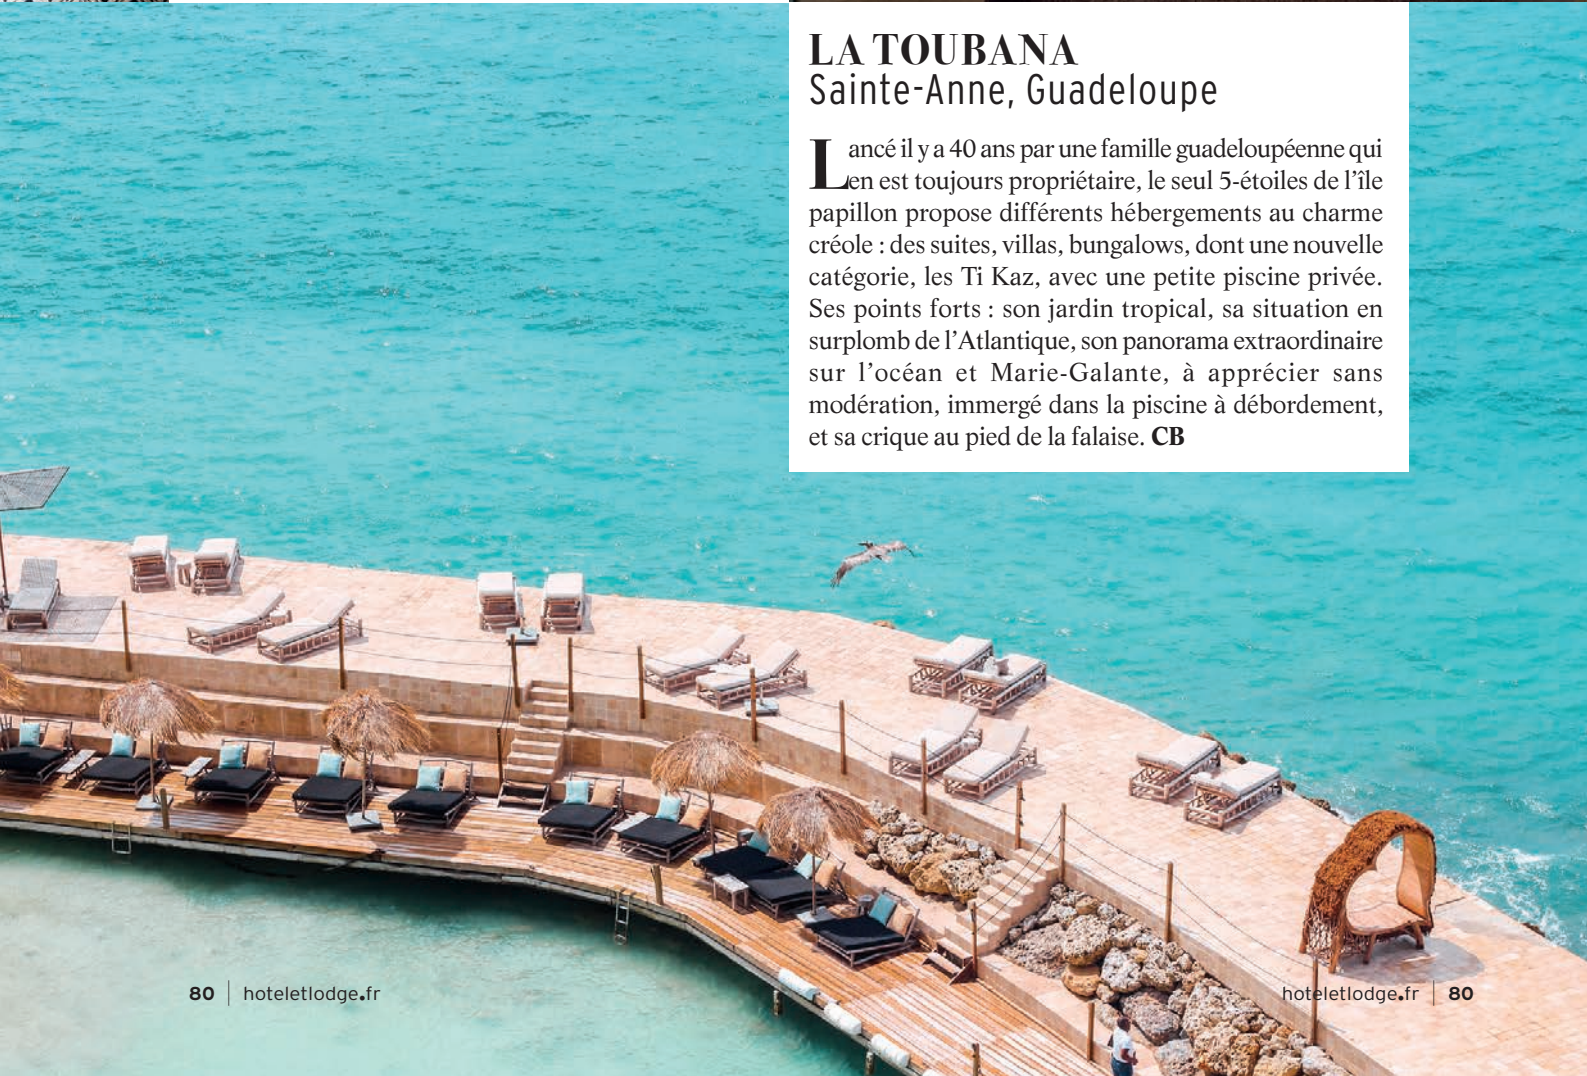 LA TOUBANA
Sainte-Anne, Guadeloupe
Lancé il y a 40 ans par une famille guadeloupéenne qui
en est toujours propriétaire, le seul 5-étoiles de l’île
papillon propose différents hébergements au charme
créole : des suites, villas, bungalows, dont une nouvelle
catégorie, les Ti Kaz, avec une petite piscine privée.
Ses points forts : son jardin tropical, sa situation en
surplomb de l’Atlantique, son panorama extraordinaire
sur l’océan et Marie-Galante, à apprécier sans
modération, immergé dans la piscine à débordement,
et sa crique au pied de la falaise. CB
80 | hoteletlodge.fr
hoteletlodge.fr | 80